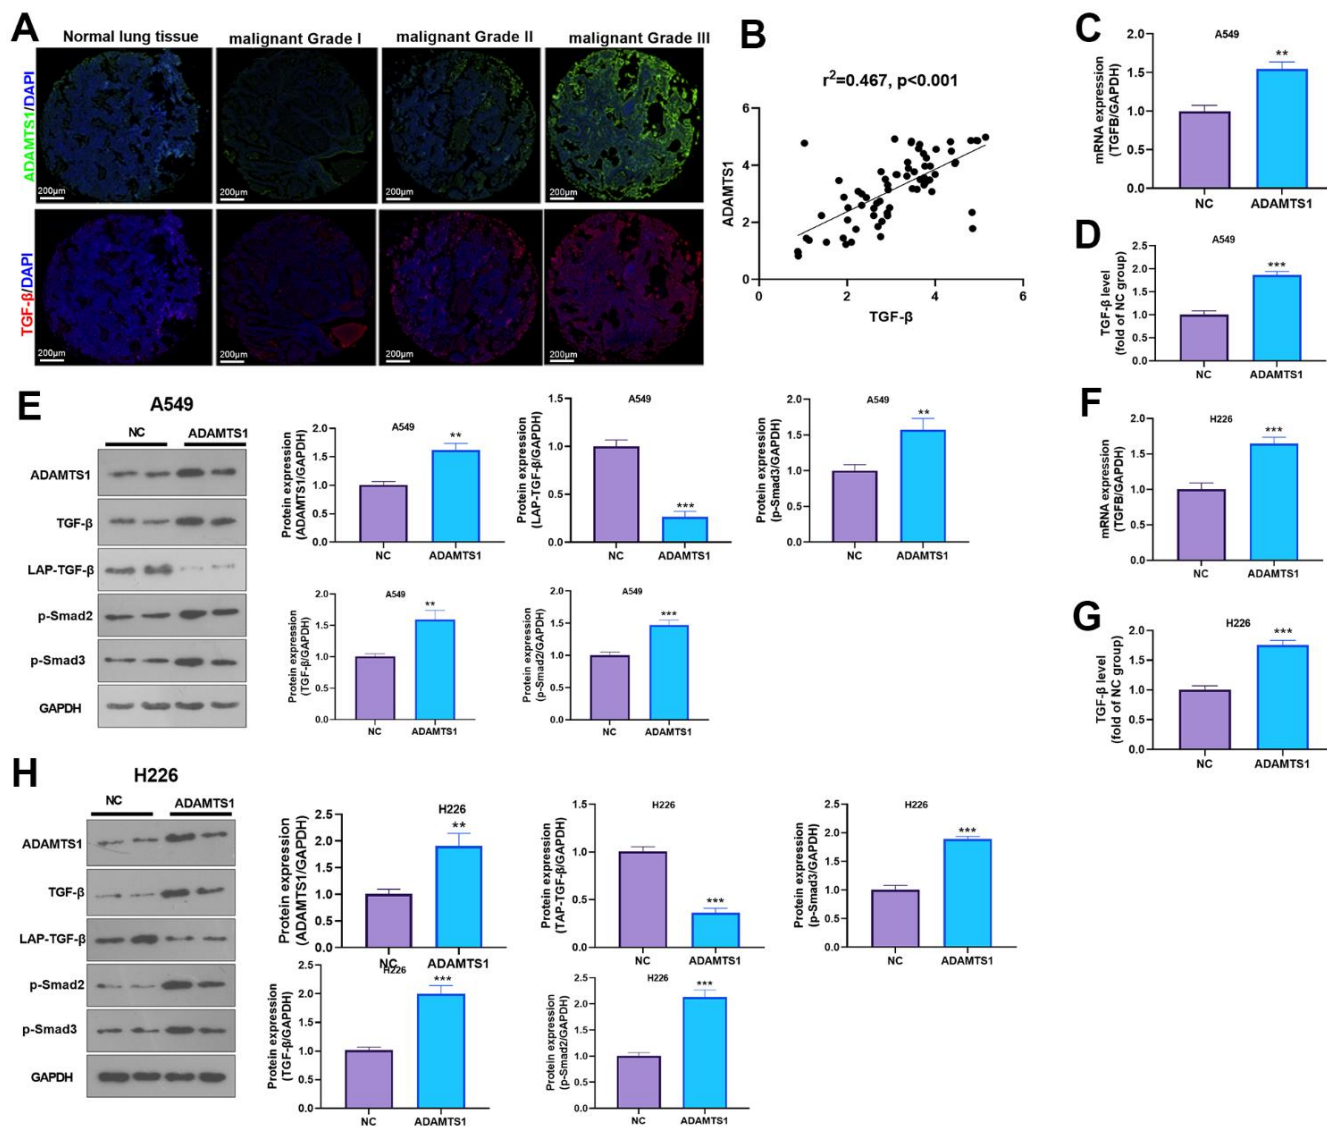 A
Normal lung tissue
malignant Grade I
malignant Grade II
malignant Grade III
ADAMTS1/DAPI
200μm
200μm
200μm
200μm
TGF-β/DAPI
200μm
200μm
200μm
200μm
B
r²=0.467, p<0.001
ADAMTS1
6
4
2
0
0
2
4
6
TGF-β
C
A549
mRNA expression
(TGFB/GAPDH)
2.0
1.5
1.0
0.5
0.0
**
NC
ADAMTS1
D
A549
TGF-β level
(fold of NC group)
2.5
2.0
1.5
1.0
0.5
0.0
***
NC
ADAMTS1
E
A549
NC
ADAMTS1
ADAMTS1
TGF-β
LAP-TGF-β
p-Smad2
p-Smad3
GAPDH
A549
Protein expression
(ADAMTS1/GAPDH)
2.0
1.5
1.0
0.5
0.0
**
NC
ADAMTS1
A549
Protein expression
(LAP-TGF-β/GAPDH)
1.5
1.0
0.5
0.0
***
NC
ADAMTS1
A549
Protein expression
(p-Smad3/GAPDH)
2.0
1.5
1.0
0.5
0.0
**
NC
ADAMTS1
A549
Protein expression
(TGF-β/GAPDH)
2.0
1.5
1.0
0.5
0.0
**
NC
ADAMTS1
A549
Protein expression
(p-Smad2/GAPDH)
2.0
1.5
1.0
0.5
0.0
***
NC
ADAMTS1
F
H226
mRNA expression
(TGFB/GAPDH)
2.0
1.5
1.0
0.5
0.0
***
NC
ADAMTS1
G
H226
TGF-β level
(fold of NC group)
2.0
1.5
1.0
0.5
0.0
***
NC
ADAMTS1
H
H226
NC
ADAMTS1
ADAMTS1
TGF-β
LAP-TGF-β
p-Smad2
p-Smad3
GAPDH
H226
Protein expression
(ADAMTS1/GAPDH)
2.5
2.0
1.5
1.0
0.5
0.0
**
NC
ADAMTS1
H226
Protein expression
(TAP-TGF-β/GAPDH)
1.5
1.0
0.5
0.0
***
NC
ADAMTS1
H226
Protein expression
(p-Smad3/GAPDH)
2.5
2.0
1.5
1.0
0.5
0.0
***
NC
ADAMTS1
H226
Protein expression
(TGF-β/GAPDH)
2.5
2.0
1.5
1.0
0.5
0.0
***
NC
ADAMTS1
H226
Protein expression
(p-Smad2/GAPDH)
2.5
2.0
1.5
1.0
0.5
0.0
***
NC
ADAMTS1